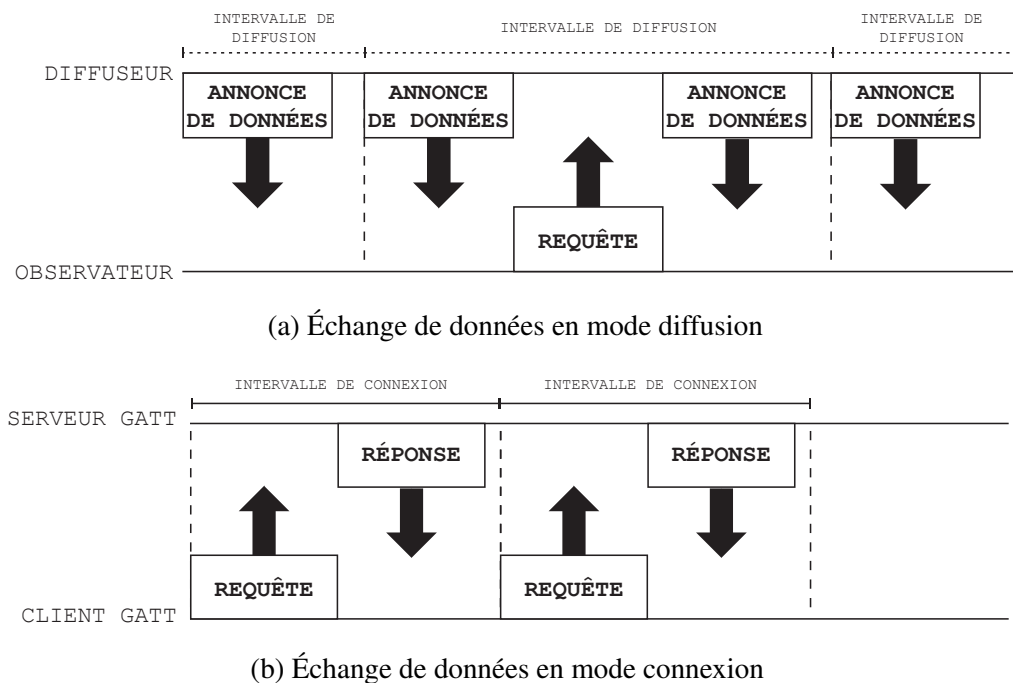 INTERVALLE DE
DIFFUSION
INTERVALLE DE DIFFUSION
INTERVALLE DE
DIFFUSION
DIFFUSEUR
ANNONCE
DE DONNÉES
ANNONCE
DE DONNÉES
ANNONCE
DE DONNÉES
ANNONCE
DE DONNÉES
REQUÊTE
OBSERVATEUR
(a) Échange de données en mode diffusion
INTERVALLE DE CONNEXION
INTERVALLE DE CONNEXION
SERVEUR GATT
RÉPONSE
RÉPONSE
REQUÊTE
REQUÊTE
CLIENT GATT
(b) Échange de données en mode connexion